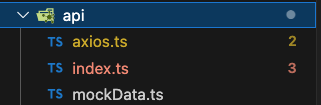 api
TS axios.ts 2
TS index.ts 3
TS mockData.ts